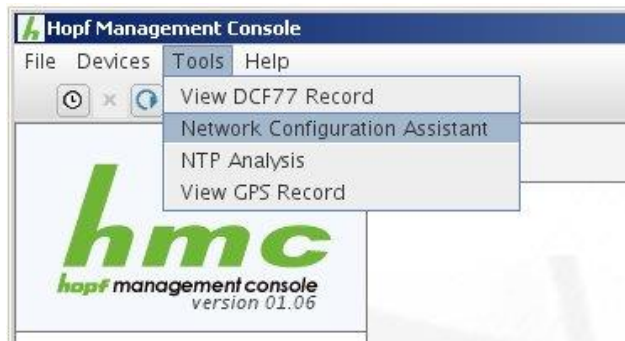 Hopf Management Console
File Devices Tools Help
View DCF77 Record
Network Configuration Assistant
NTP Analysis
View GPS Record
hmc
hopf management console
version 01.06